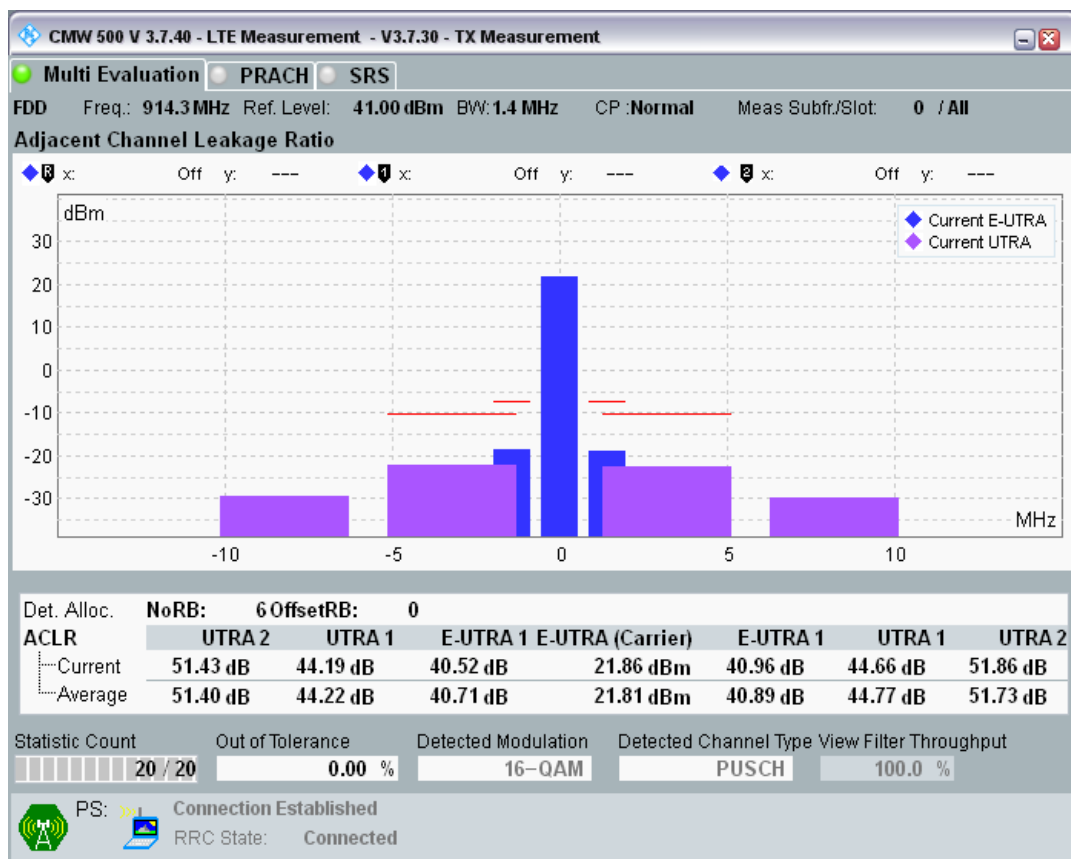 CMW 500 V 3.7.40 - LTE Measurement - V3.7.30 - TX Measurement
Multi Evaluation PRACH SRS
FDD Freq.: 914.3 MHz Ref. Level: 41.00 dBm BW: 1.4 MHz CP :Normal Meas Subfr./Slot: 0 / All
Adjacent Channel Leakage Ratio
R x: Off y: --- 1 x: Off y: --- 2 x: Off y: ---
dBm
Current E-UTRA
Current UTRA
30
20
10
0
-10
-20
-30
MHz
-10 -5 0 5 10
Det. Alloc. NoRB: 6 OffsetRB: 0
ACLR UTRA 2 UTRA 1 E-UTRA 1 E-UTRA (Carrier) E-UTRA 1 UTRA 1 UTRA 2
Current 51.43 dB 44.19 dB 40.52 dB 21.86 dBm 40.96 dB 44.66 dB 51.86 dB
Average 51.40 dB 44.22 dB 40.71 dB 21.81 dBm 40.89 dB 44.77 dB 51.73 dB
Statistic Count Out of Tolerance Detected Modulation Detected Channel Type View Filter Throughput
20 / 20 0.00 % 16-QAM PUSCH 100.0 %
PS: Connection Established
RRC State: Connected